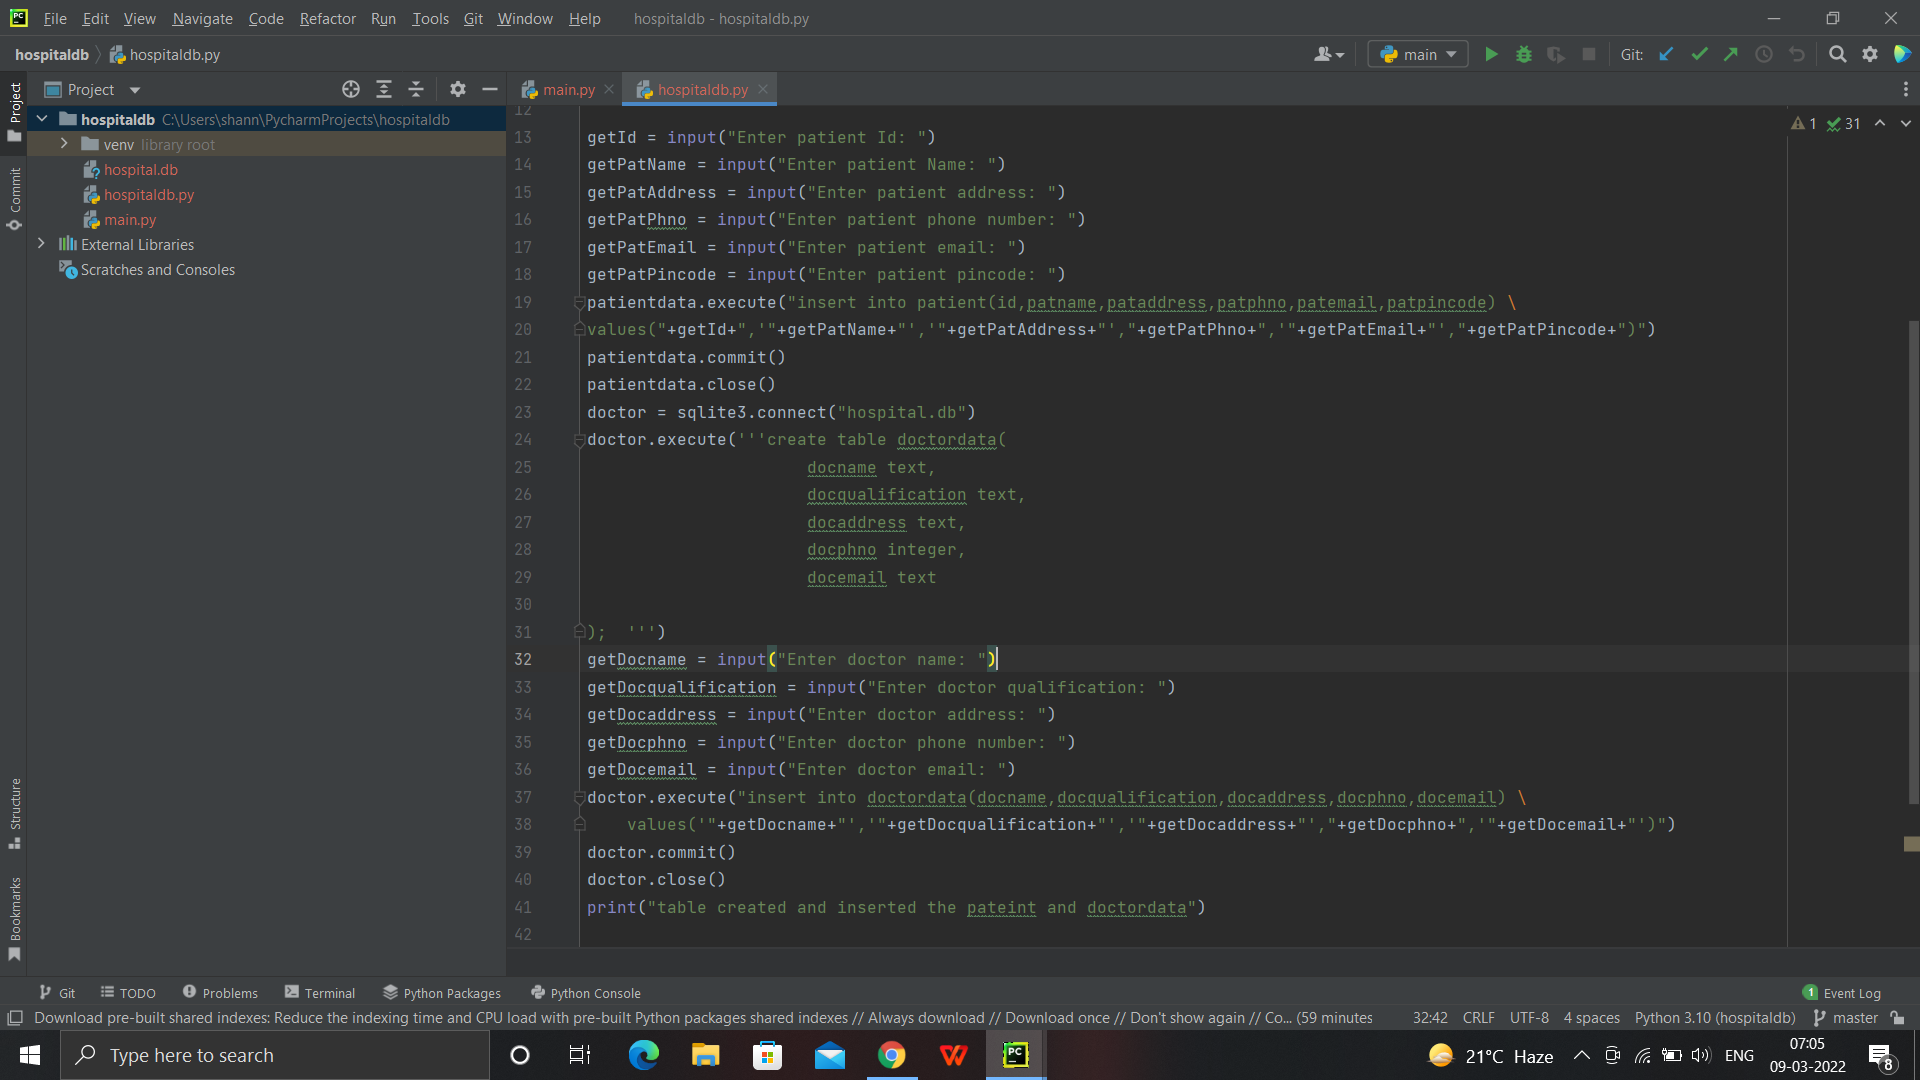 PC File Edit View Navigate Code Refactor Run Tools Git Window Help hospitaldb - hospitaldb.py
hospitaldb hospitaldb.py main Git:
Project
main.py hospitaldb.py
hospitaldb C:\Users\shann\PycharmProjects\hospitaldb
venv library root
hospital.db
hospitaldb.py
main.py
External Libraries
Scratches and Consoles
Project
Commit
Structure
Bookmarks
1 31
12
13 getId = input("Enter patient Id: ")
14 getPatName = input("Enter patient Name: ")
15 getPatAddress = input("Enter patient address: ")
16 getPatPhno = input("Enter patient phone number: ")
17 getPatEmail = input("Enter patient email: ")
18 getPatPincode = input("Enter patient pincode: ")
19 patientdata.execute("insert into patient(id,patname,pataddress,patphno,patemail,patpincode) \
20 values("+getId+",'"+getPatName+"','"+getPatAddress+"',"+getPatPhno+",'"+getPatEmail+"',"+getPatPincode+")")
21 patientdata.commit()
22 patientdata.close()
23 doctor = sqlite3.connect("hospital.db")
24 doctor.execute('''create table doctordata(
25 docname text,
26 docqualification text,
27 docaddress text,
28 docphno integer,
29 docemail text
30
31 ); ''')
32 getDocname = input("Enter doctor name: ")
33 getDocqualification = input("Enter doctor qualification: ")
34 getDocaddress = input("Enter doctor address: ")
35 getDocphno = input("Enter doctor phone number: ")
36 getDocemail = input("Enter doctor email: ")
37 doctor.execute("insert into doctordata(docname,docqualification,docaddress,docphno,docemail) \
38 values('"+getDocname+"','"+getDocqualification+"','"+getDocaddress+"',"+getDocphno+",'"+getDocemail+"')")
39 doctor.commit()
40 doctor.close()
41 print("table created and inserted the pateint and doctordata")
42
Git TODO Problems Terminal Python Packages Python Console 1 Event Log
Download pre-built shared indexes: Reduce the indexing time and CPU load with pre-built Python packages shared indexes // Always download // Download once // Don't show again // Co... (59 minutes 32:42 CRLF UTF-8 4 spaces Python 3.10 (hospitaldb) master
Type here to search PC 21°C Haze ENG 07:05
09-03-2022 8